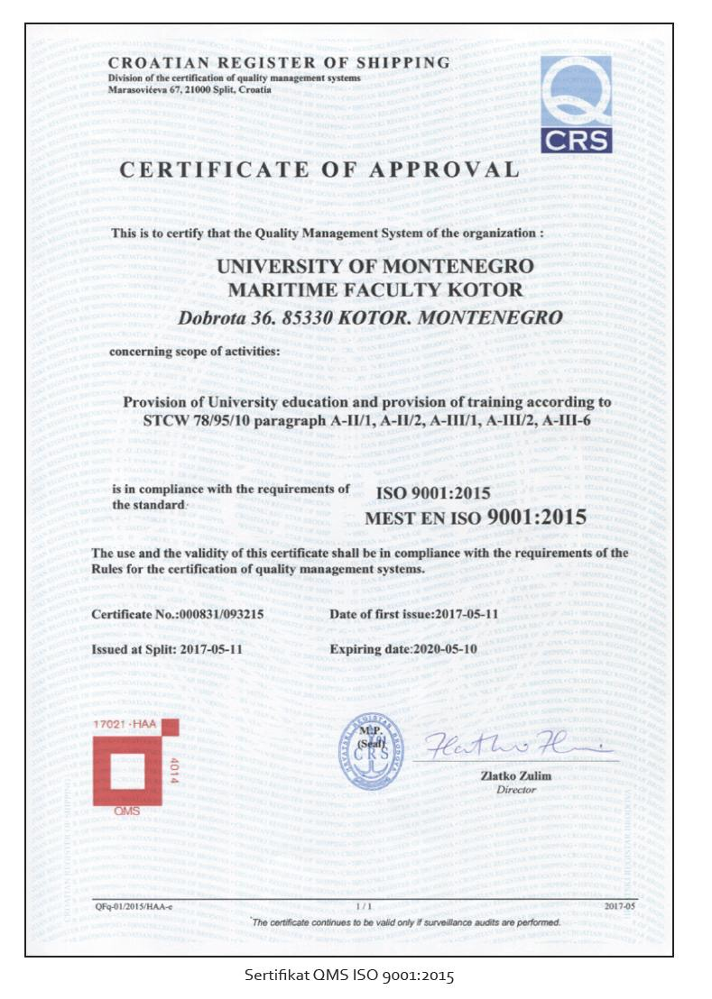 CROATIAN REGISTER OF SHIPPING
Division of the certification of quality management systems
Marasovićeva 67, 21000 Split, Croatia
Q
CRS
CERTIFICATE OF APPROVAL
This is to certify that the Quality Management System of the organization :
UNIVERSITY OF MONTENEGRO
MARITIME FACULTY KOTOR
Dobrota 36. 85330 KOTOR. MONTENEGRO
concerning scope of activities:
Provision of University education and provision of training according to
STCW 78/95/10 paragraph A-II/1, A-II/2, A-III/1, A-III/2, A-III-6
is in compliance with the requirements of
the standard
ISO 9001:2015
MEST EN ISO 9001:2015
The use and the validity of this certificate shall be in compliance with the requirements of the
Rules for the certification of quality management systems.
Certificate No.:000831/093215
Date of first issue:2017-05-11
Issued at Split: 2017-05-11
Expiring date:2020-05-10
17021 · HAA
4014
QMS
HRVATSKI REGISTAR BRODOVA
M.P.
(Seal)
CRS
Zlatko Zulim
Director
QFq-01/2015/HAA-e
1 / 1
2017-05
*The certificate continues to be valid only if surveillance audits are performed.
Sertifikat QMS ISO 9001:2015